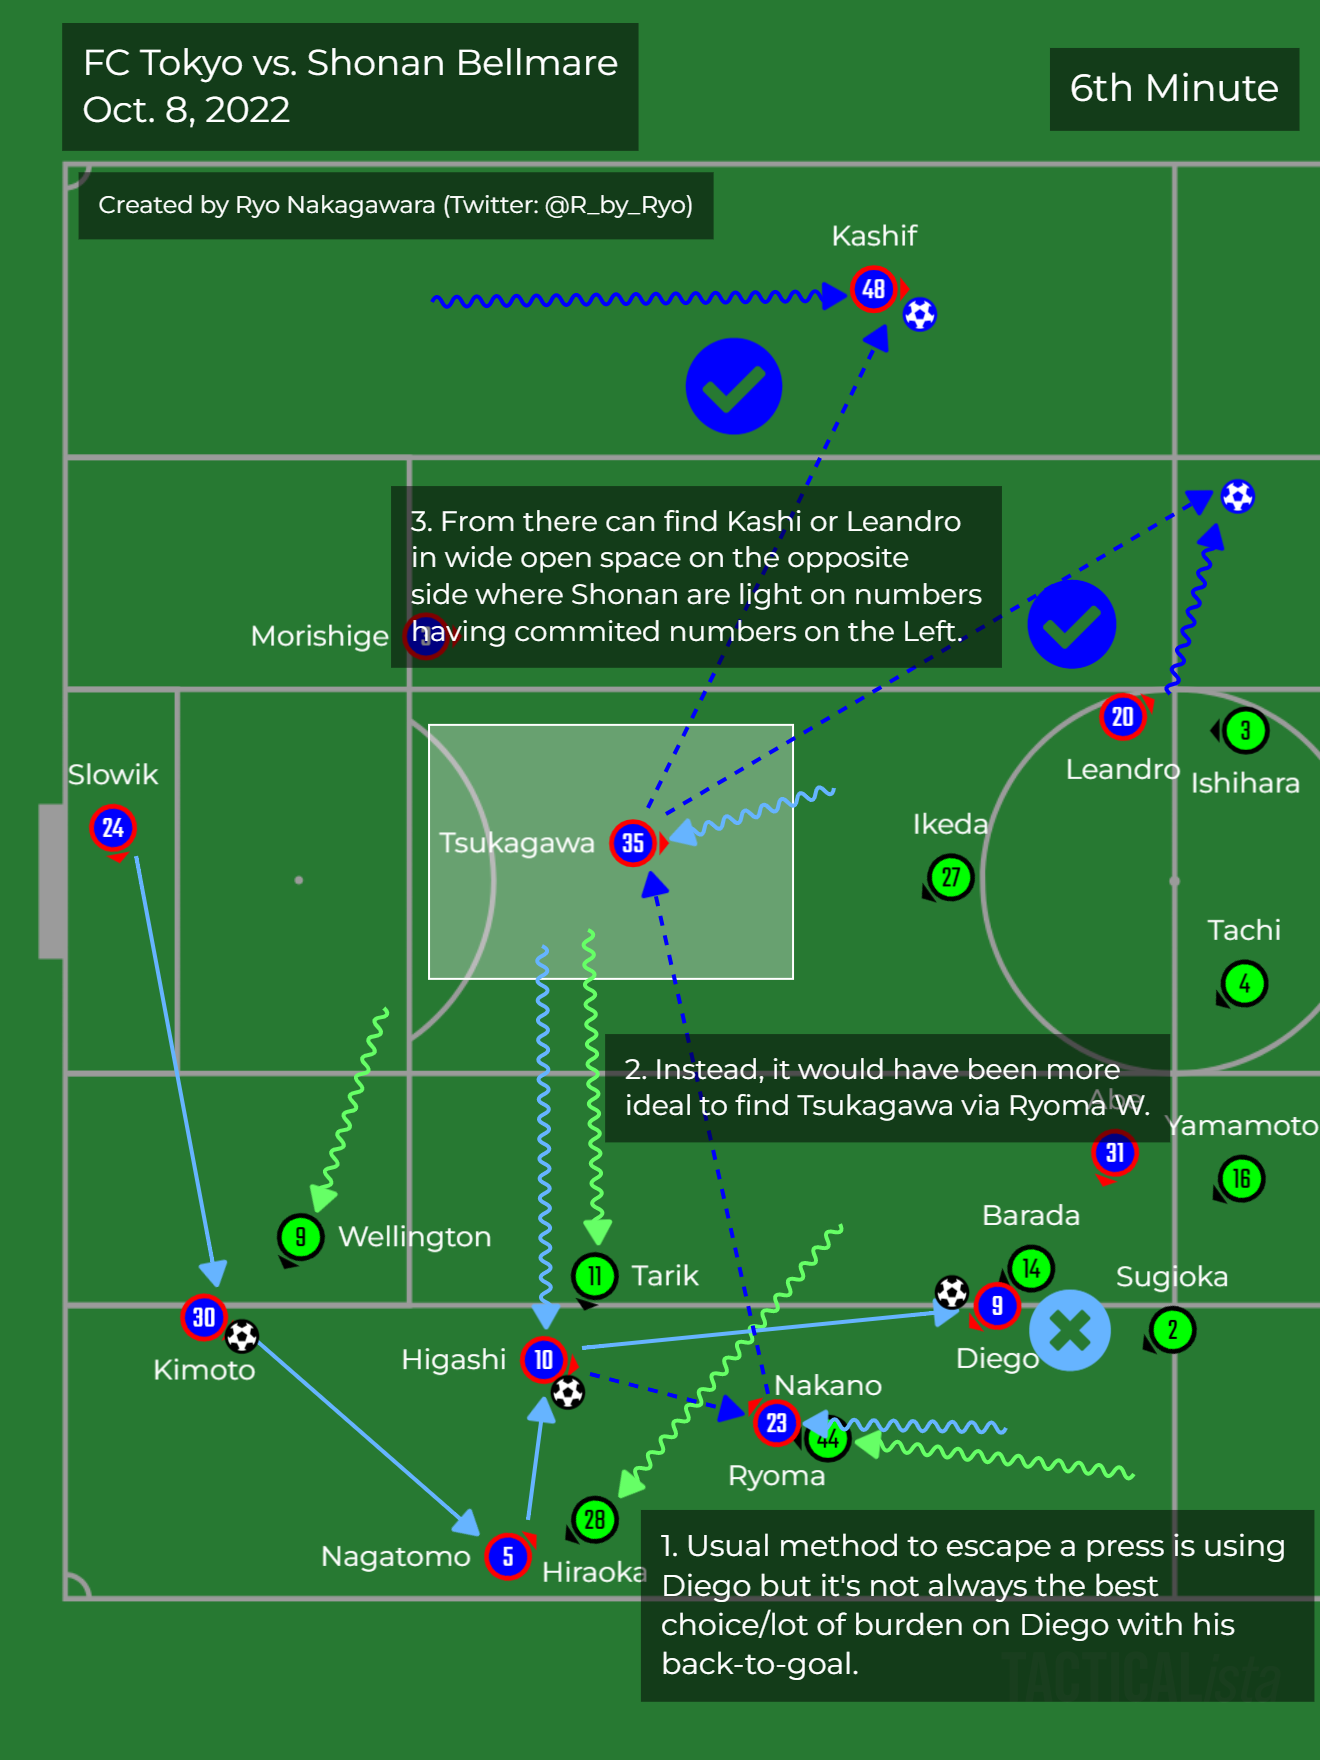 FC Tokyo vs. Shonan Bellmare
Oct. 8, 2022
6th Minute
Created by Ryo Nakagawara (Twitter: @R_by_Ryo)
Kashif
48
3. From there can find Kashi or Leandro
in wide open space on the opposite
side where Shonan are light on numbers
having commited numbers on the Left.
Morishige
3
20
Leandro
3
Ishihara
Slowik
24
Tsukagawa
35
Ikeda
27
Tachi
4
2. Instead, it would have been more
ideal to find Tsukagawa via Ryoma W.
Abe
31
Yamamoto
16
9
Wellington
11
Tarik
Barada
14
9
Diego
Sugioka
2
30
Kimoto
Higashi
10
Nakano
23
44
Ryoma
28
Hiraoka
Nagatomo
5
1. Usual method to escape a press is using
Diego but it's not always the best
choice/lot of burden on Diego with his
back-to-goal.
TACTICALista